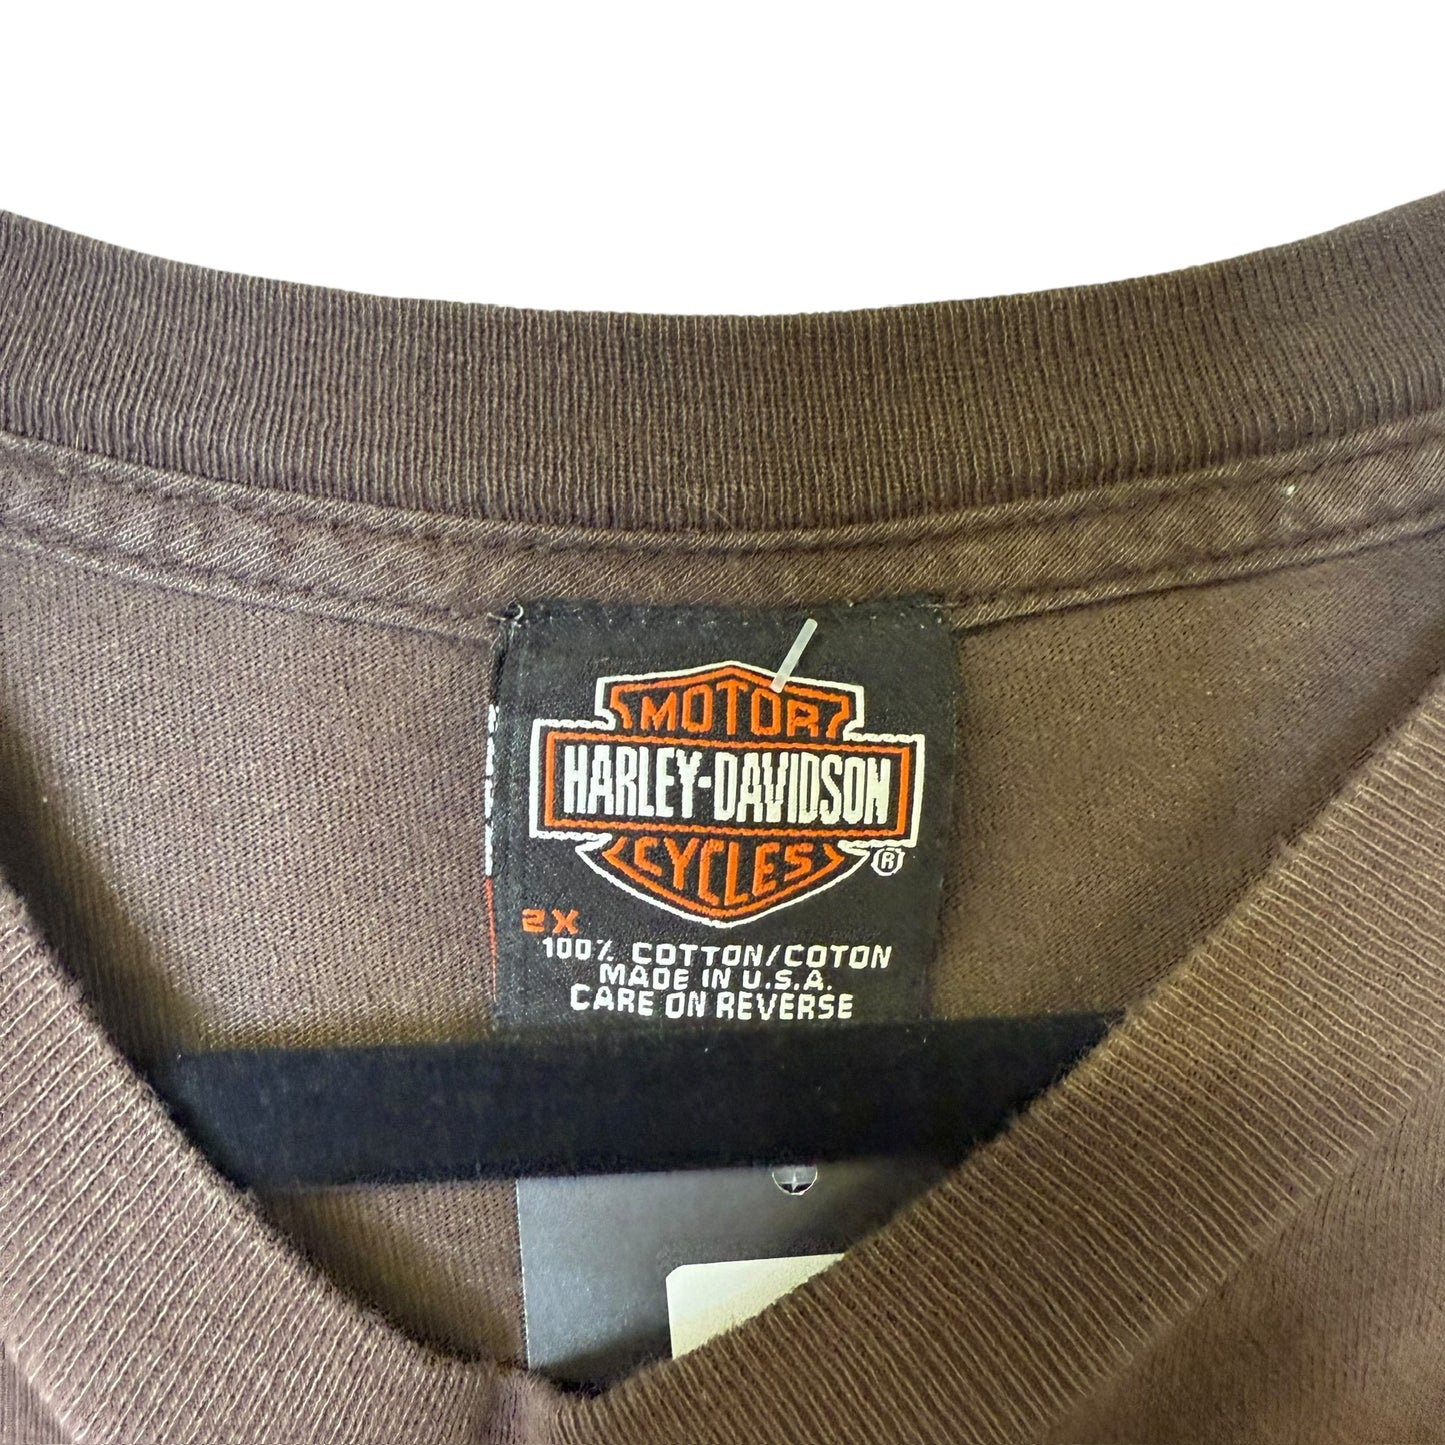 MOTOR
HARLEY-DAVIDSON
CYCLES ®
2X
100% COTTON/COTON
MADE IN U.S.A.
CARE ON REVERSE